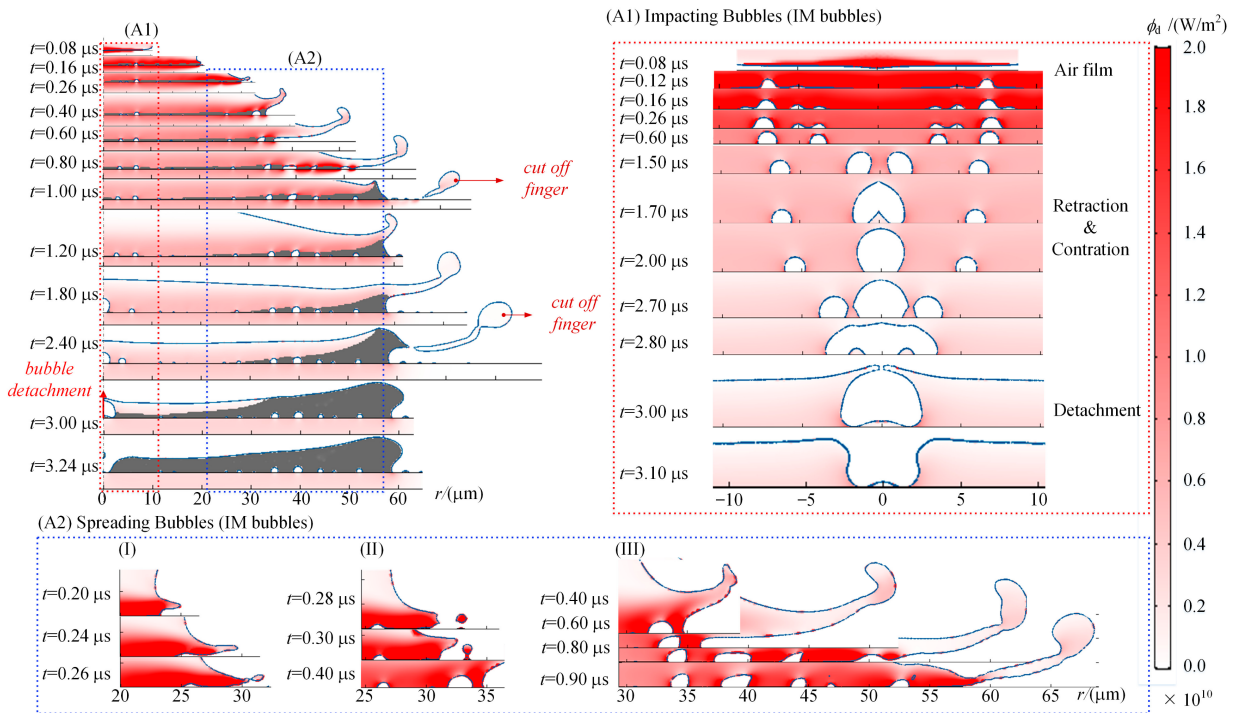 (A1)
(A2)
t=0.08 μs
t=0.16 μs
t=0.26 μs
t=0.40 μs
t=0.60 μs
t=0.80 μs
t=1.00 μs
t=1.20 μs
t=1.80 μs
t=2.40 μs
t=3.00 μs
t=3.24 μs
cut off
finger
cut off
finger
bubble
detachment
0 10 20 30 40 50 60 r/(μm)
(A1) Impacting Bubbles (IM bubbles)
t=0.08 μs
t=0.12 μs
t=0.16 μs
t=0.26 μs
t=0.60 μs
t=1.50 μs
t=1.70 μs
t=2.00 μs
t=2.70 μs
t=2.80 μs
t=3.00 μs
t=3.10 μs
Air film
Retraction
&
Contration
Detachment
−10 −5 0 5 10
ϕd /(W/m²)
2.0
1.8
1.6
1.4
1.2
1.0
0.8
0.6
0.4
0.2
0.0
× 10¹⁰
(A2) Spreading Bubbles (IM bubbles)
(I)
t=0.20 μs
t=0.24 μs
t=0.26 μs
20 25 30
(II)
t=0.28 μs
t=0.30 μs
t=0.40 μs
25 30 35
(III)
t=0.40 μs
t=0.60 μs
t=0.80 μs
t=0.90 μs
30 35 40 45 50 55 60 65 r/(μm)